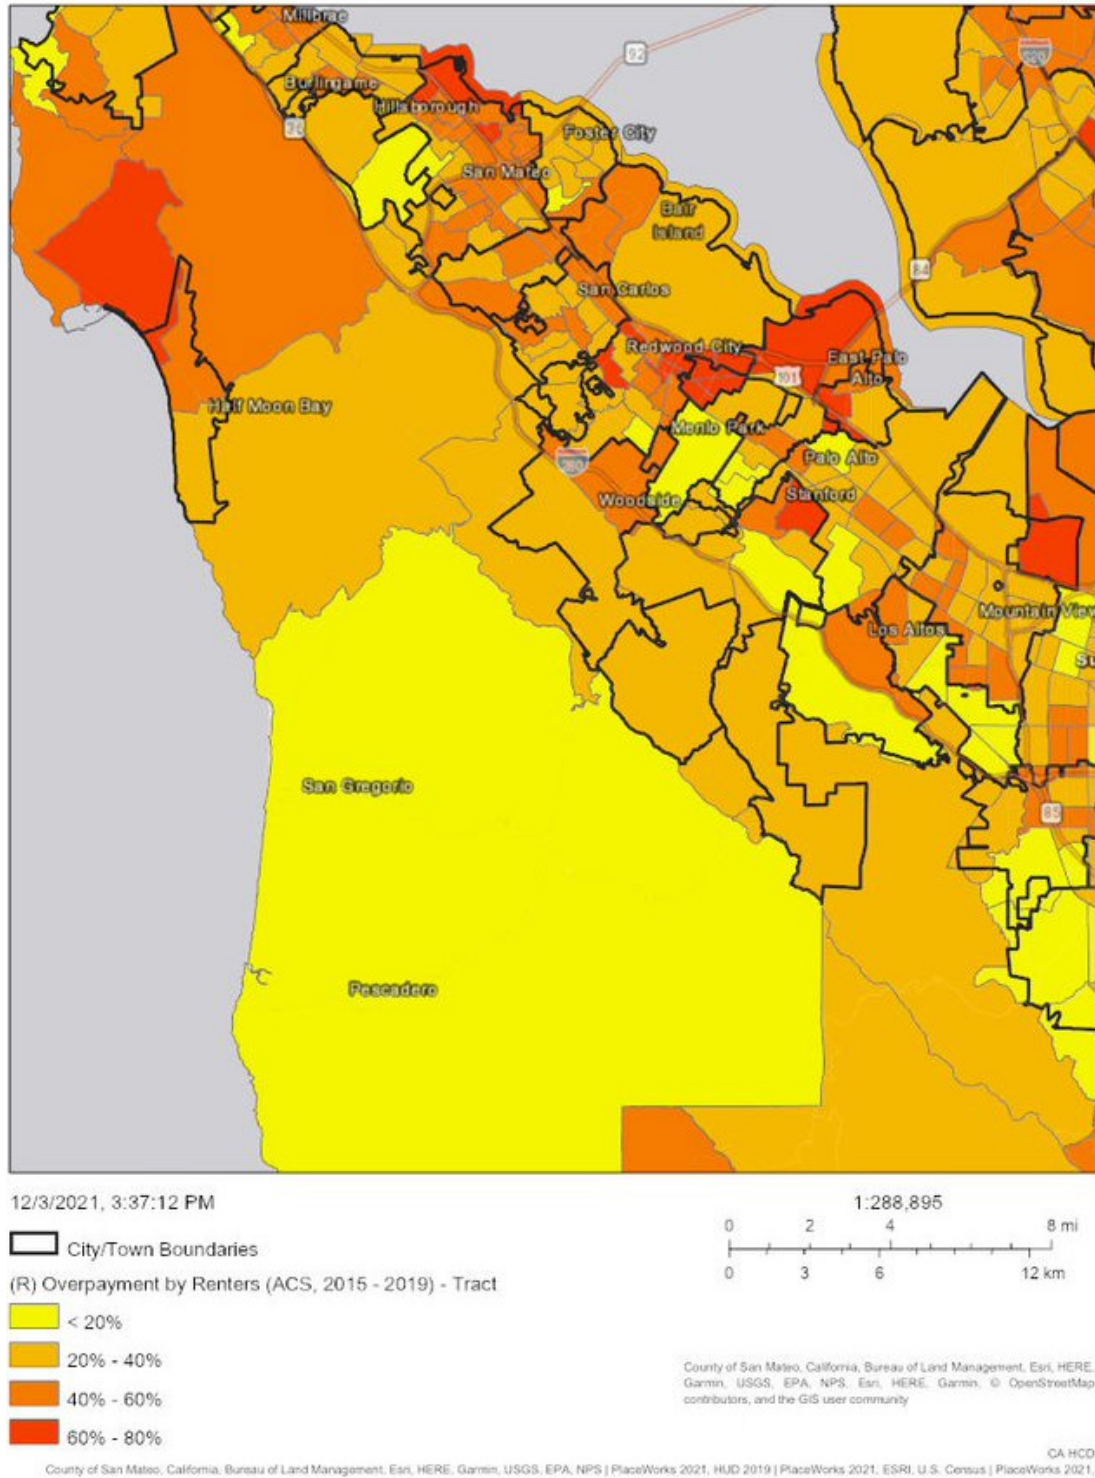 Millbrae
92
Burlingame
Hillsborough
Foster City
San Mateo
Bair
Island
84
San Carlos
Redwood City
East Palo
Alto
101
Half Moon Bay
Menlo Park
280
Palo Alto
Woodside
Stanford
Mountain View
Los Altos
Su
San Gregorio
85
Pescadero
12/3/2021, 3:37:12 PM
1:288,895
0 2 4 8 mi
0 3 6 12 km
City/Town Boundaries
(R) Overpayment by Renters (ACS, 2015 - 2019) - Tract
< 20%
20% - 40%
40% - 60%
60% - 80%
County of San Mateo, California, Bureau of Land Management, Esri, HERE,
Garmin, USGS, EPA, NPS, Esri, HERE, Garmin, © OpenStreetMap
contributors, and the GIS user community
CA HCD
County of San Mateo, California, Bureau of Land Management, Esri, HERE, Garmin, USGS, EPA, NPS | PlaceWorks 2021, HUD 2019 | PlaceWorks 2021, ESRI, U.S. Census | PlaceWorks 2021,